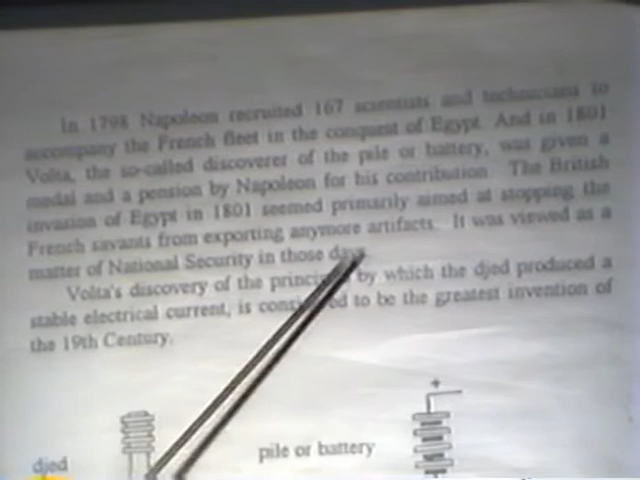 In 1798 Napoleon recruited 167 scientists and technicians to
accompany the French fleet in the conquest of Egypt. And in 1801
Volta, the so-called discoverer of the pile or battery, was given a
medal and a pension by Napoleon for his contribution. The British
invasion of Egypt in 1801 seemed primarily aimed at stopping the
French savants from exporting anymore artifacts. It was viewed as a
matter of National Security in those days.
Volta's discovery of the by which the djed produced a
stable electrical current, is to be the greatest invention of
the 19th Century.
+
djed
pile or battery